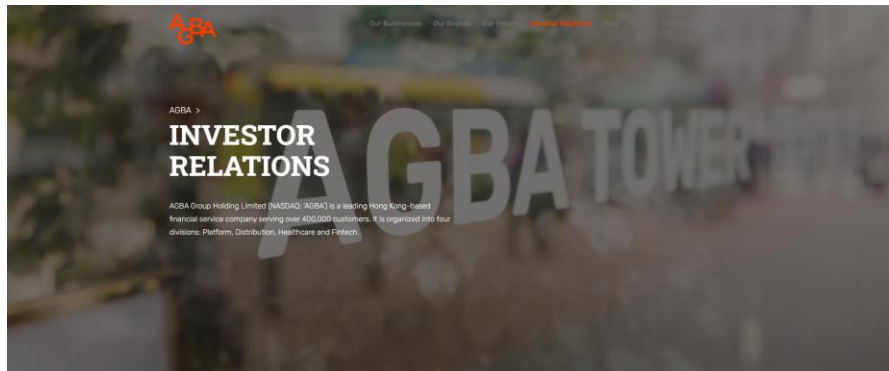 AGBA
Our Businesses Our Brands Our People Investor Relations
AGBA >
INVESTOR
RELATIONS
AGBA TOWER
AGBA Group Holding Limited (NASDAQ: 'AGBA') is a leading Hong Kong-based
financial service company serving over 400,000 customers. It is organized into four
divisions: Platform, Distribution, Healthcare and Fintech.